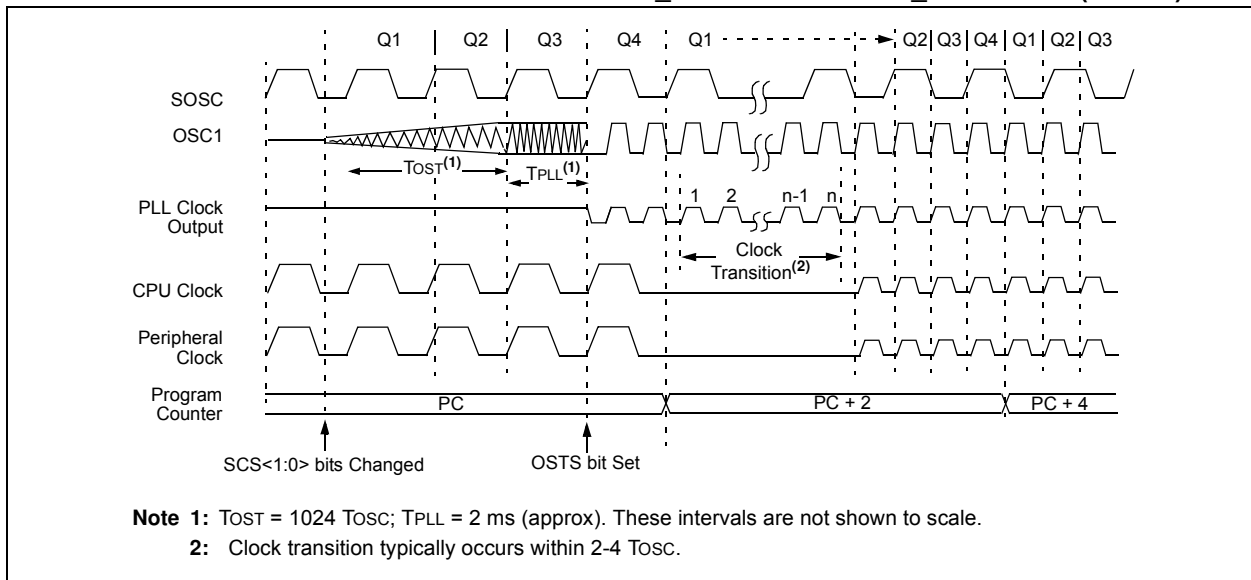 Q1 Q2 Q3 Q4 Q1 Q2 Q3 Q4 Q1 Q2 Q3
SOSC
OSC1
TOST(1) TPLL(1)
1 2 n-1 n
PLL Clock
Output
Clock
Transition(2)
CPU Clock
Peripheral
Clock
Program
Counter
PC PC + 2 PC + 4
SCS<1:0> bits Changed OSTS bit Set
Note 1: TOST = 1024 TOSC; TPLL = 2 ms (approx). These intervals are not shown to scale.
2: Clock transition typically occurs within 2-4 TOSC.